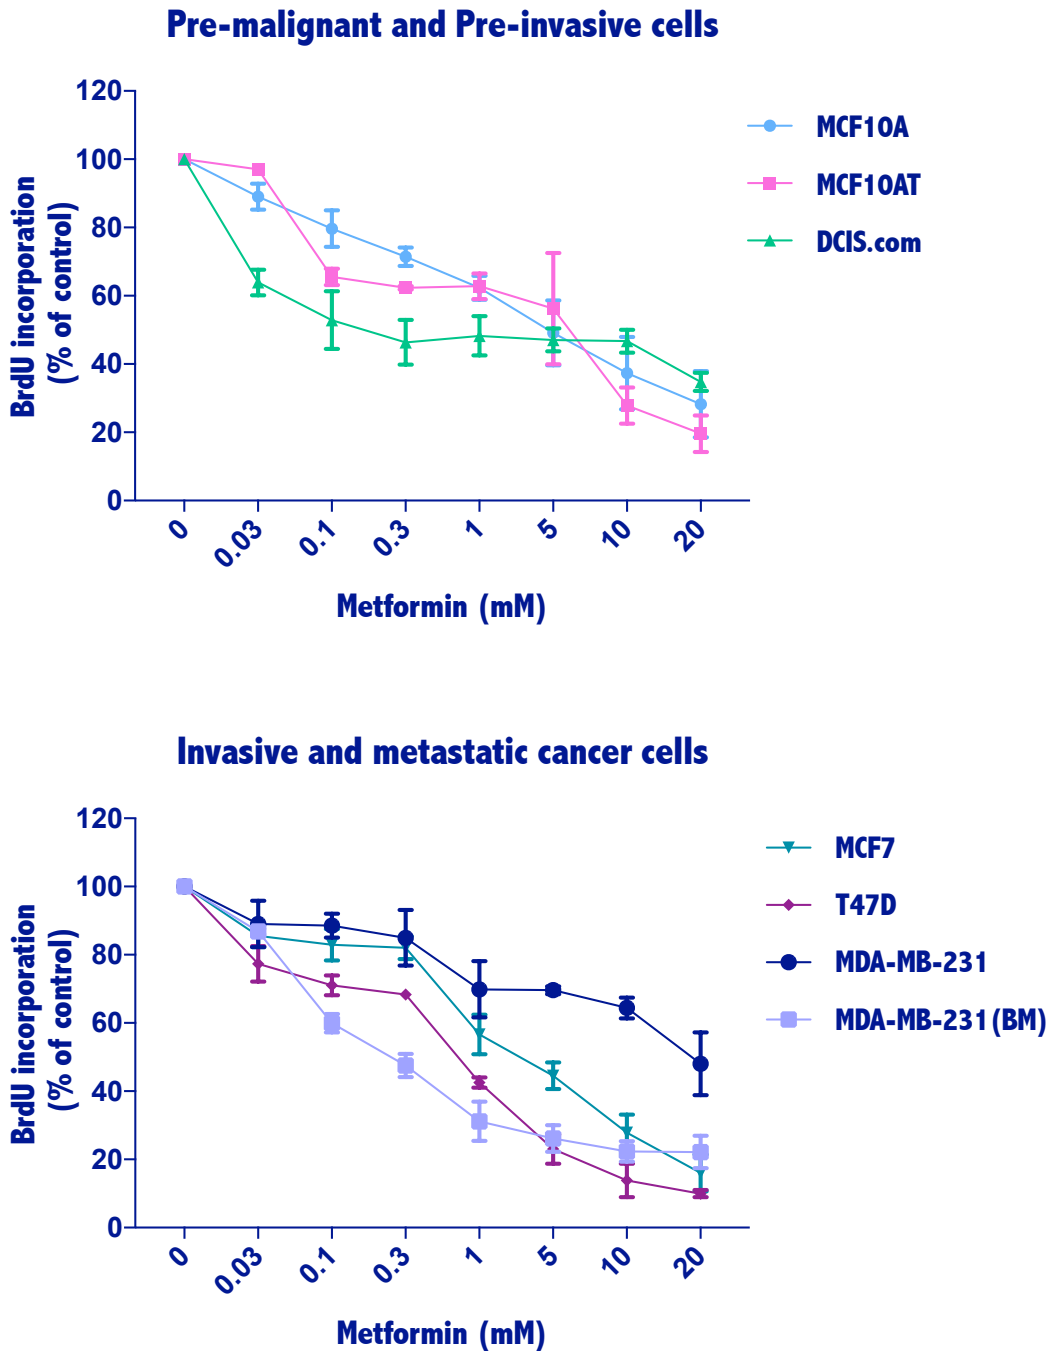 Pre-malignant and Pre-invasive cells
120
100
80
60
40
20
0
BrdU incorporation
(% of control)
0
0.03
0.1
0.3
1
5
10
20
Metformin (mM)
MCF10A
MCF10AT
DCIS.com
Invasive and metastatic cancer cells
120
100
80
60
40
20
0
BrdU incorporation
(% of control)
0
0.03
0.1
0.3
1
5
10
20
Metformin (mM)
MCF7
T47D
MDA-MB-231
MDA-MB-231(BM)